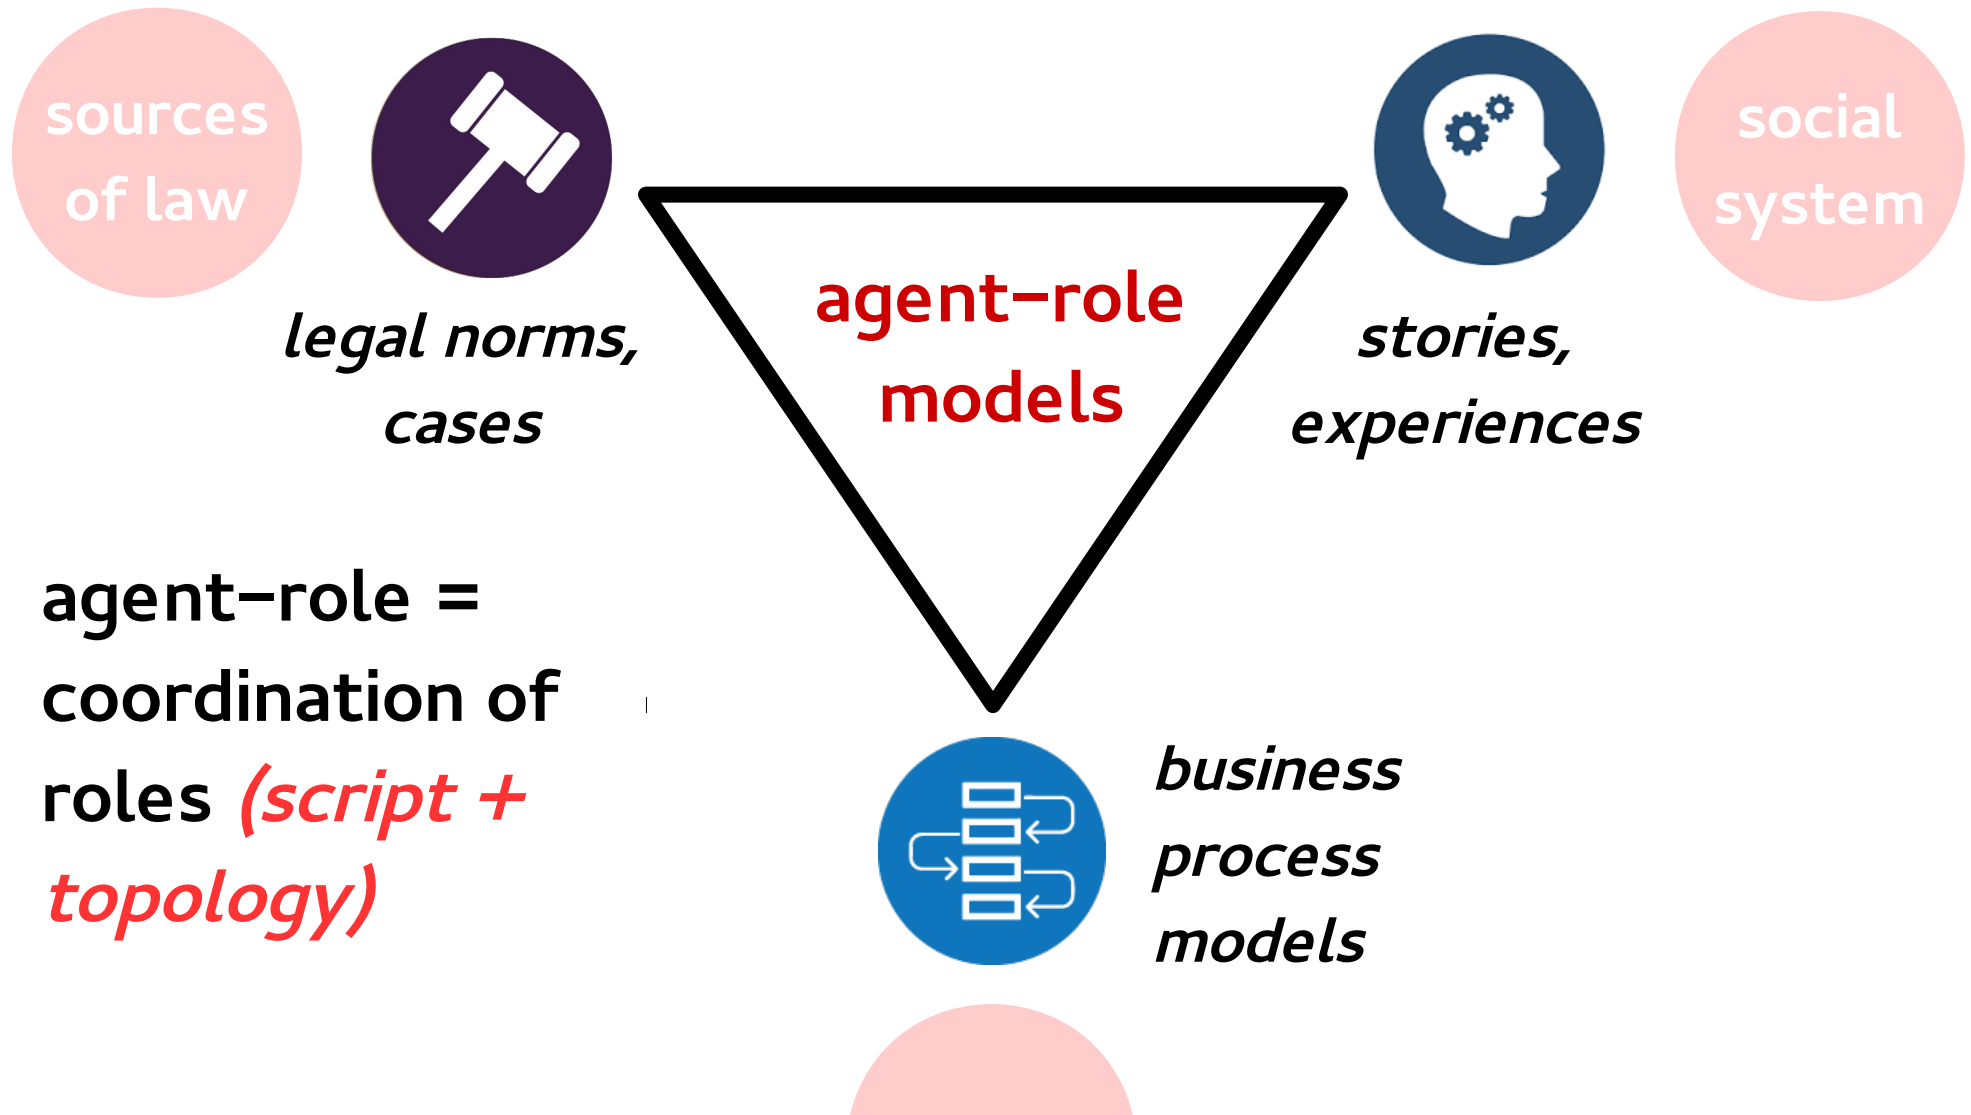 sources
of law
social
system
agent-role
models
legal norms,
cases
stories,
experiences
agent-role =
coordination of
roles (script +
topology)
business
process
models